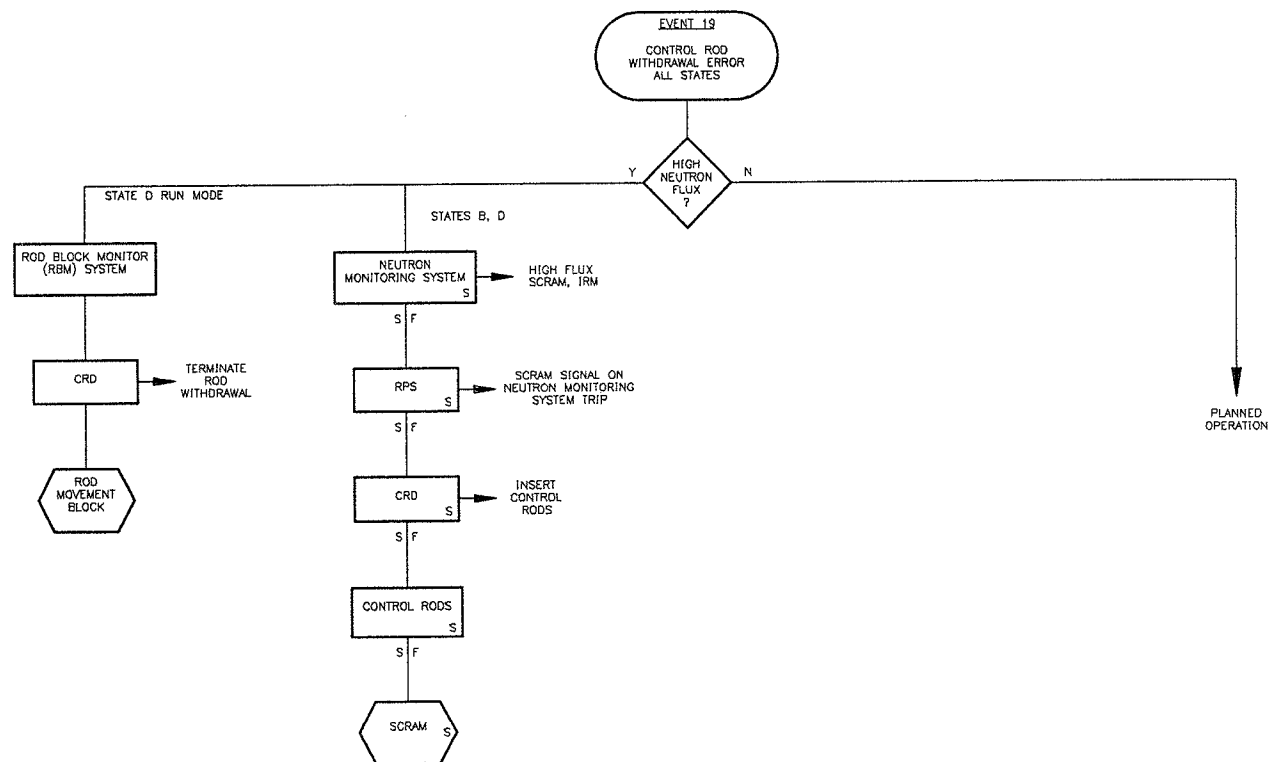 EVENT 19
CONTROL ROD
WITHDRAWAL ERROR
ALL STATES
HIGH
NEUTRON
FLUX
?
Y
N
STATE D RUN MODE
STATES B, D
ROD BLOCK MONITOR
(RBM) SYSTEM
NEUTRON
MONITORING SYSTEM
S
HIGH FLUX
SCRAM, IRM
S F
CRD
TERMINATE
ROD
WITHDRAWAL
RPS
S
SCRAM SIGNAL ON
NEUTRON MONITORING
SYSTEM TRIP
PLANNED
OPERATION
S F
ROD
MOVEMENT
BLOCK
CRD
S
INSERT
CONTROL
RODS
S F
CONTROL RODS
S
S F
SCRAM
S